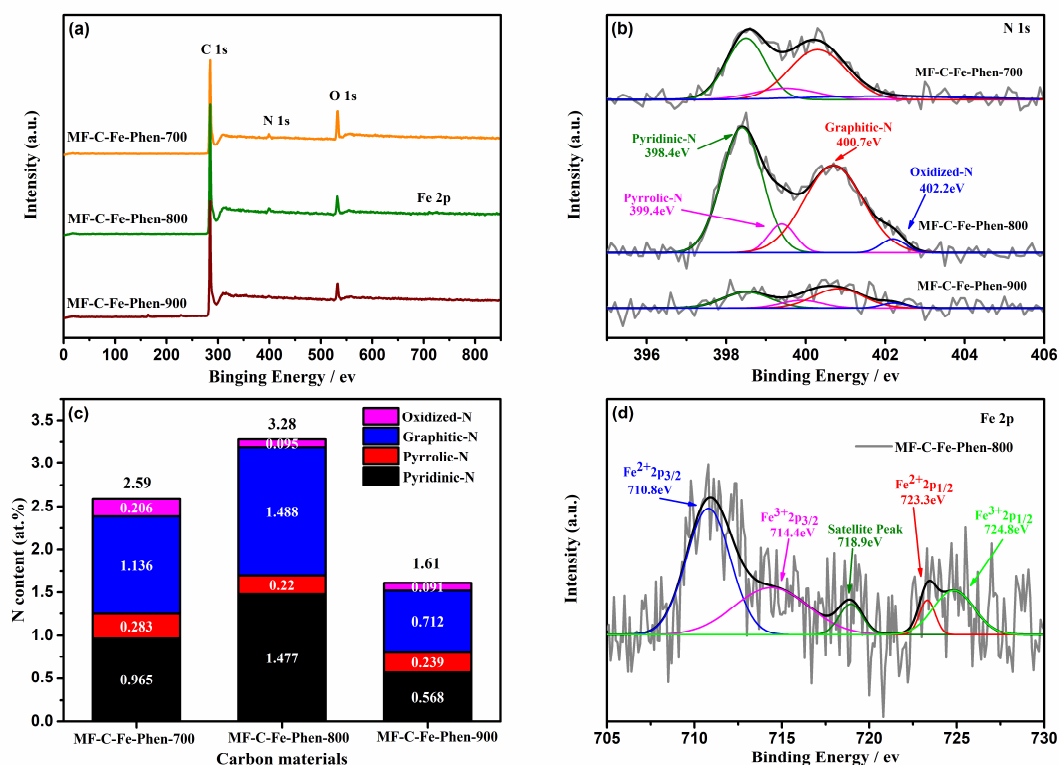 (a)
C 1s
O 1s
N 1s
MF-C-Fe-Phen-700
Fe 2p
MF-C-Fe-Phen-800
MF-C-Fe-Phen-900
Intensity (a.u.)
0 100 200 300 400 500 600 700 800
Binging Energy / ev
(b)
N 1s
MF-C-Fe-Phen-700
Graphitic-N
400.7eV
Pyridinic-N
398.4eV
Oxidized-N
402.2eV
Pyrrolic-N
399.4eV
MF-C-Fe-Phen-800
MF-C-Fe-Phen-900
Intensity (a.u.)
396 398 400 402 404 406
Binding Energy / ev
(c)
Oxidized-N
Graphitic-N
Pyrrolic-N
Pyridinic-N
3.5
3.0
2.5
2.0
1.5
1.0
0.5
0.0
N content (at.%)
2.59
0.206
1.136
0.283
0.965
3.28
0.095
1.488
0.22
1.477
1.61
0.091
0.712
0.239
0.568
MF-C-Fe-Phen-700 MF-C-Fe-Phen-800 MF-C-Fe-Phen-900
Carbon materials
(d)
Fe 2p
MF-C-Fe-Phen-800
Fe2+2p3/2
710.8eV
Fe3+2p3/2
714.4eV
Satellite Peak
718.9eV
Fe2+2p1/2
723.3eV
Fe3+2p1/2
724.8eV
Intensity (a.u.)
705 710 715 720 725 730
Binding Energy / ev